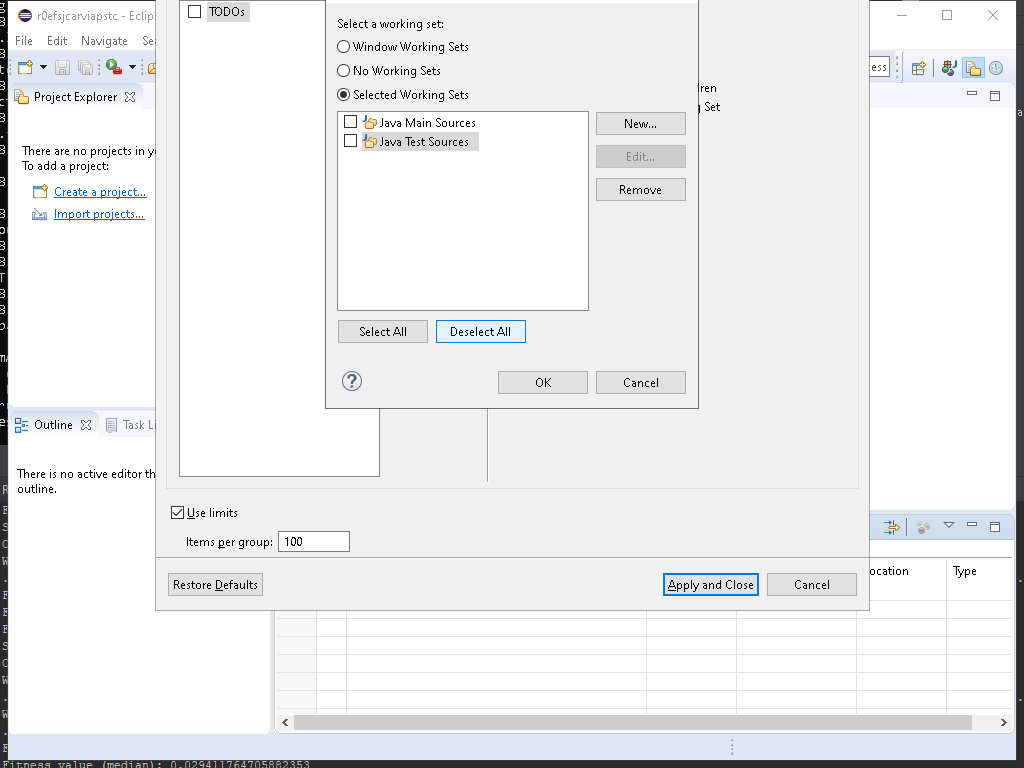 r0efsjcarviapstc - Eclip
File Edit Navigate Se
TODOs
Select a working set:
Window Working Sets
No Working Sets
Selected Working Sets
Java Main Sources
Java Test Sources
New...
Edit...
Remove
Select All
Deselect All
OK
Cancel
Project Explorer
There are no projects in y
To add a project:
Create a project...
Import projects...
ess
ren
Set
Outline
Task Li
There is no active editor th
outline.
Use limits
Items per group: 100
Restore Defaults
Apply and Close
Cancel
ocation
Type
Fitness value (median): 0.029411764705882353